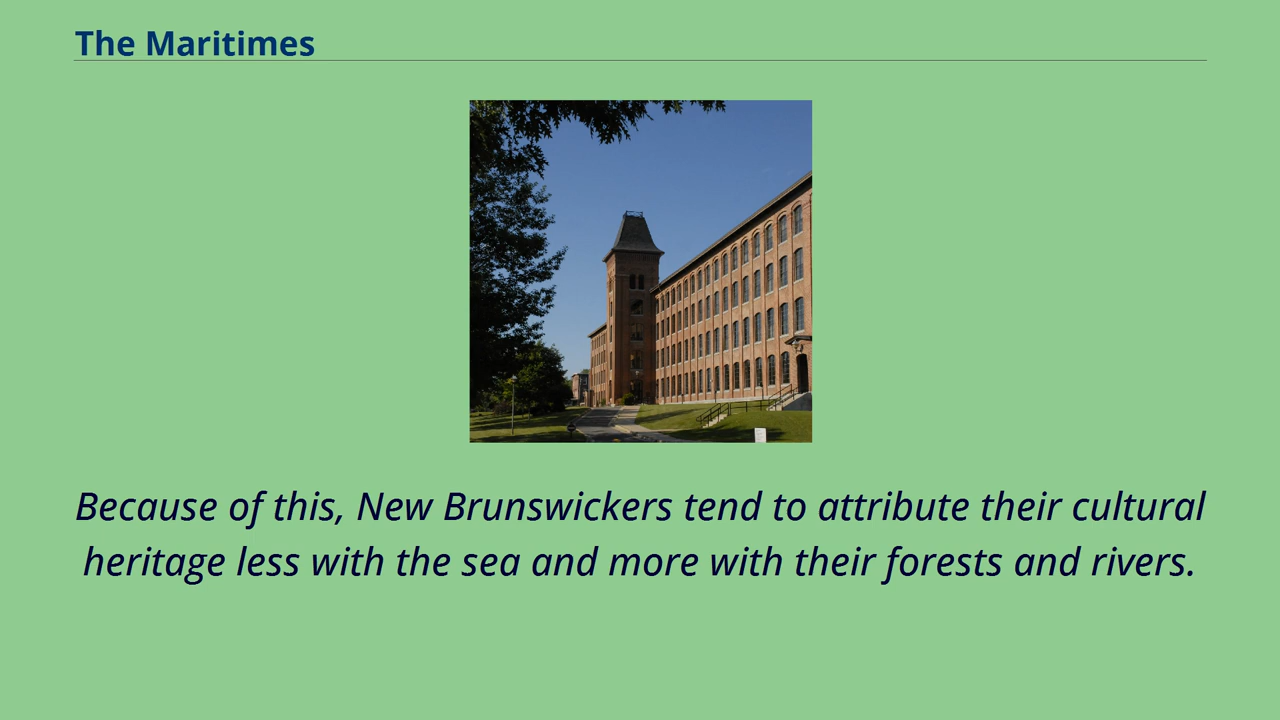 The Maritimes
Because of this, New Brunswickers tend to attribute their cultural
heritage less with the sea and more with their forests and rivers.